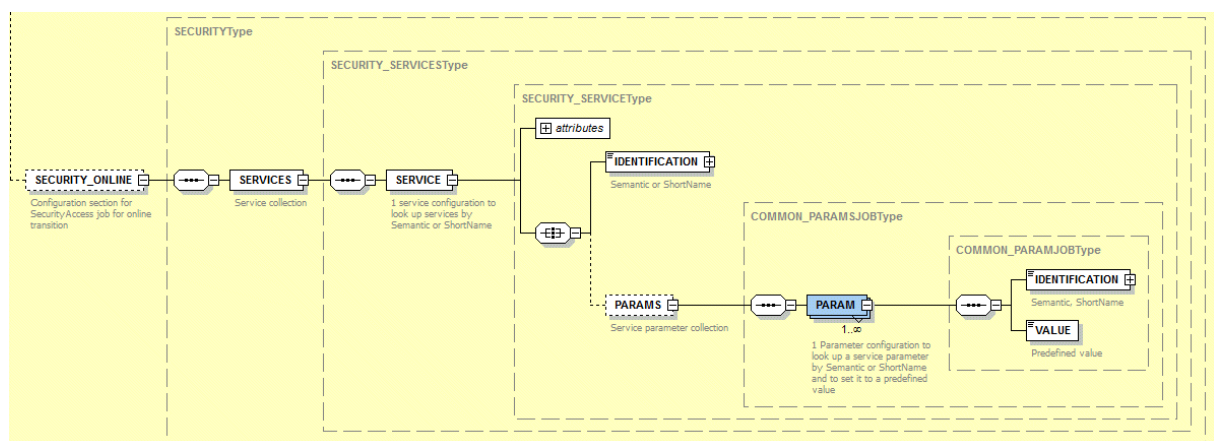 SECURITYType
SECURITY_SERVICESType
SECURITY_SERVICEType
attributes
IDENTIFICATION
Semantic or ShortName
SECURITY_ONLINE
Configuration section for
SecurityAccess job for online
transition
SERVICES
Service collection
SERVICE
1 service configuration to
look up services by
Semantic or ShortName
COMMON_PARAMSJOBType
COMMON_PARAMJOBType
PARAMS
Service parameter collection
PARAM
1..∞
1 Parameter configuration to
look up a service parameter
by Semantic or ShortName
and to set it to a predefined
value
IDENTIFICATION
Semantic, ShortName
VALUE
Predefined value